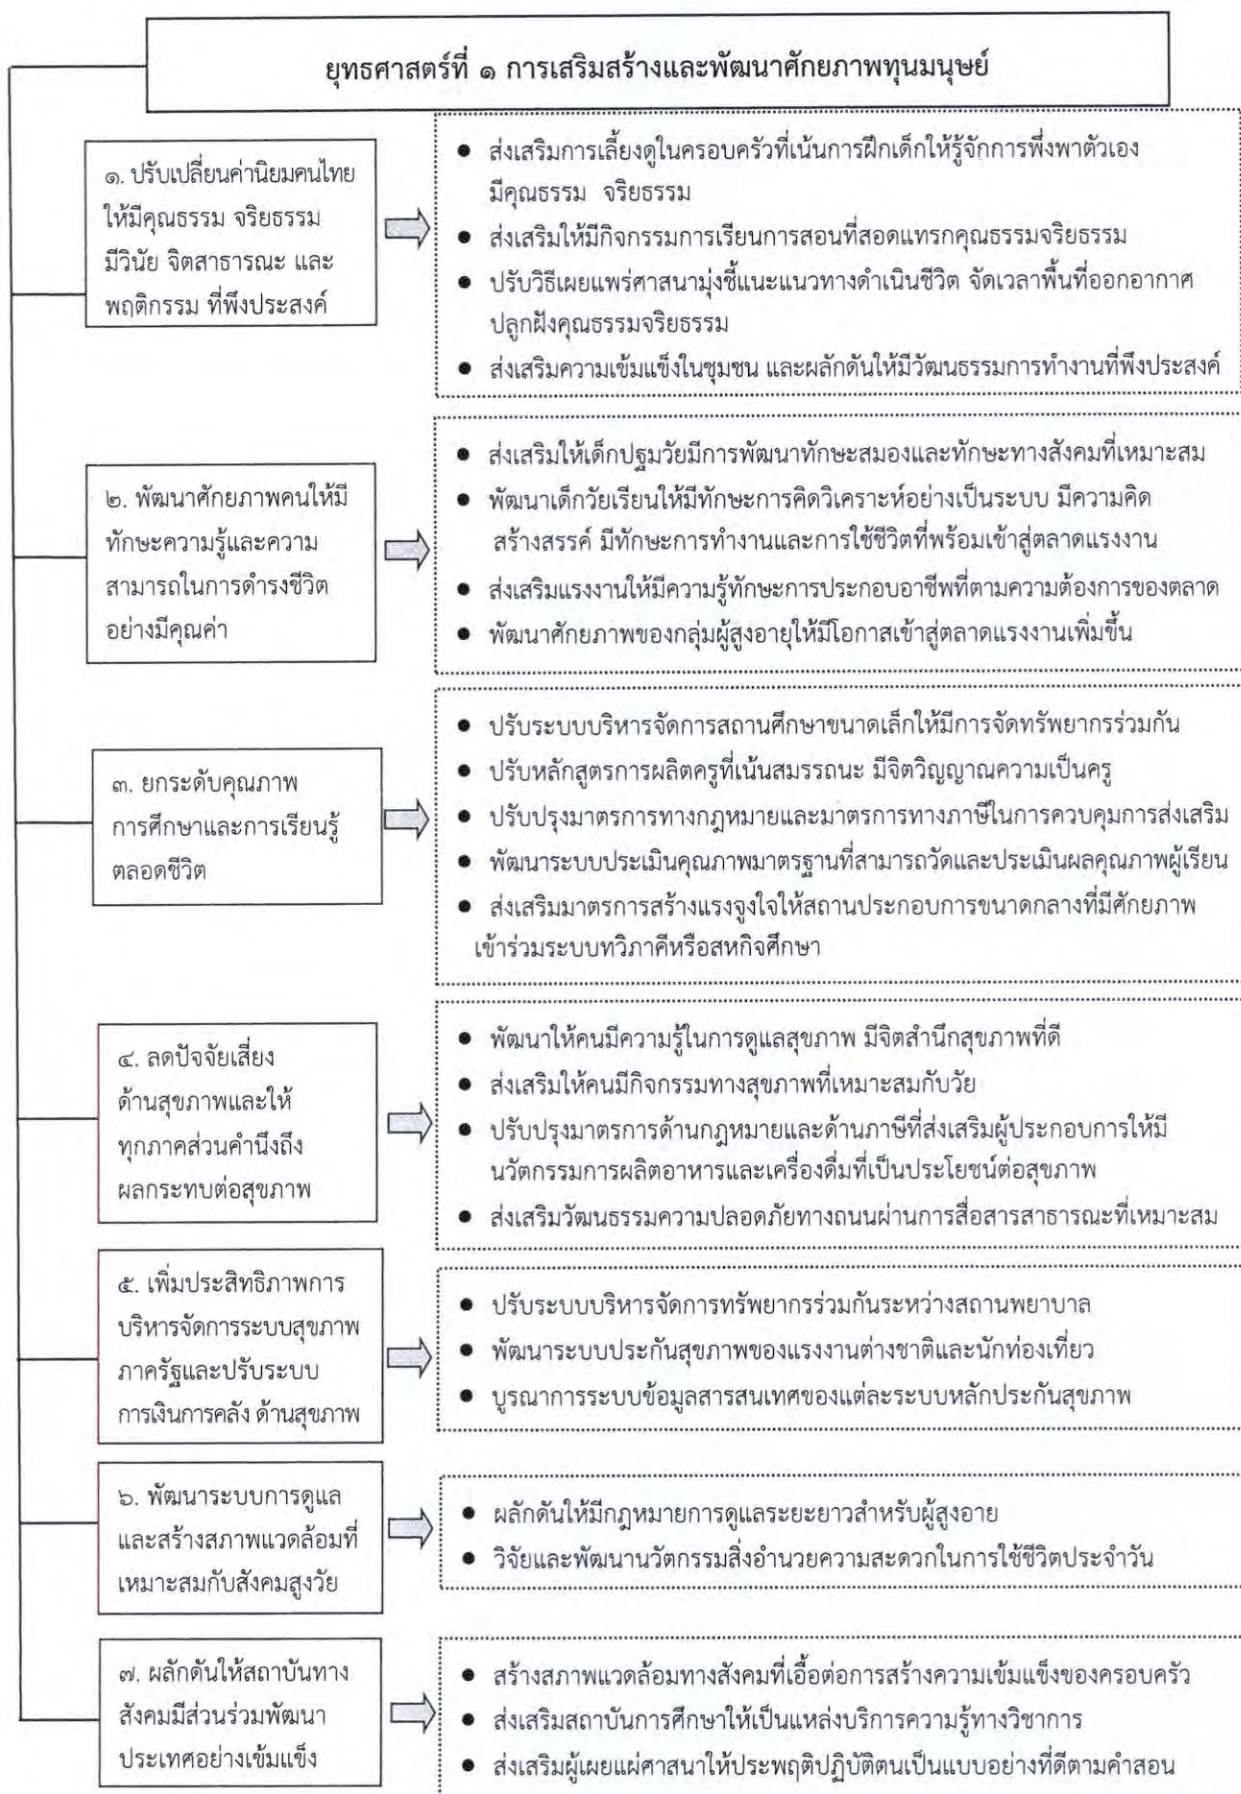 ยุทธศาสตร์ที่ ๑ การเสริมสร้างและพัฒนาศักยภาพทุนมนุษย์
๑. ปรับเปลี่ยนค่านิยมคนไทย
ให้มีคุณธรรม จริยธรรม
มีวินัย จิตสาธารณะ และ
พฤติกรรม ที่พึงประสงค์
● ส่งเสริมการเลี้ยงดูในครอบครัวที่เน้นการฝึกเด็กให้รู้จักการพึ่งพาตัวเอง
มีคุณธรรม จริยธรรม
● ส่งเสริมให้มีกิจกรรมการเรียนการสอนที่สอดแทรกคุณธรรมจริยธรรม
● ปรับวิธีเผยแพร่ศาสนามุ่งชี้แนะแนวทางดำเนินชีวิต จัดเวลาพื้นที่ออกอากาศ
ปลูกฝังคุณธรรมจริยธรรม
● ส่งเสริมความเข้มแข็งในชุมชน และผลักดันให้มีวัฒนธรรมการทำงานที่พึงประสงค์
๒. พัฒนาศักยภาพคนให้มี
ทักษะความรู้และความ
สามารถในการดำรงชีวิต
อย่างมีคุณค่า
● ส่งเสริมให้เด็กปฐมวัยมีการพัฒนาทักษะสมองและทักษะทางสังคมที่เหมาะสม
● พัฒนาเด็กวัยเรียนให้มีทักษะการคิดวิเคราะห์อย่างเป็นระบบ มีความคิด
สร้างสรรค์ มีทักษะการทำงานและการใช้ชีวิตที่พร้อมเข้าสู่ตลาดแรงงาน
● ส่งเสริมแรงงานให้มีความรู้ทักษะการประกอบอาชีพที่ตามความต้องการของตลาด
● พัฒนาศักยภาพของกลุ่มผู้สูงอายุให้มีโอกาสเข้าสู่ตลาดแรงงานเพิ่มขึ้น
๓. ยกระดับคุณภาพ
การศึกษาและการเรียนรู้
ตลอดชีวิต
● ปรับระบบบริหารจัดการสถานศึกษาขนาดเล็กให้มีการจัดทรัพยากรร่วมกัน
● ปรับหลักสูตรการผลิตครูที่เน้นสมรรถนะ มีจิตวิญญาณความเป็นครู
● ปรับปรุงมาตรการทางกฎหมายและมาตรการทางภาษีในการควบคุมการส่งเสริม
● พัฒนาระบบประเมินคุณภาพมาตรฐานที่สามารถวัดและประเมินผลคุณภาพผู้เรียน
● ส่งเสริมมาตรการสร้างแรงจูงใจให้สถานประกอบการขนาดกลางที่มีศักยภาพ
เข้าร่วมระบบทวิภาคีหรือสหกิจศึกษา
๔. ลดปัจจัยเสี่ยง
ด้านสุขภาพและให้
ทุกภาคส่วนคำนึงถึง
ผลกระทบต่อสุขภาพ
● พัฒนาให้คนมีความรู้ในการดูแลสุขภาพ มีจิตสำนึกสุขภาพที่ดี
● ส่งเสริมให้คนมีกิจกรรมทางสุขภาพที่เหมาะสมกับวัย
● ปรับปรุงมาตรการด้านกฎหมายและด้านภาษีที่ส่งเสริมผู้ประกอบการให้มี
นวัตกรรมการผลิตอาหารและเครื่องดื่มที่เป็นประโยชน์ต่อสุขภาพ
● ส่งเสริมวัฒนธรรมความปลอดภัยทางถนนผ่านการสื่อสารสาธารณะที่เหมาะสม
๕. เพิ่มประสิทธิภาพการ
บริหารจัดการระบบสุขภาพ
ภาครัฐและปรับระบบ
การเงินการคลัง ด้านสุขภาพ
● ปรับระบบบริหารจัดการทรัพยากรร่วมกันระหว่างสถานพยาบาล
● พัฒนาระบบประกันสุขภาพของแรงงานต่างชาติและนักท่องเที่ยว
● บูรณาการระบบข้อมูลสารสนเทศของแต่ละระบบหลักประกันสุขภาพ
๖. พัฒนาระบบการดูแล
และสร้างสภาพแวดล้อมที่
เหมาะสมกับสังคมสูงวัย
● ผลักดันให้มีกฎหมายการดูแลระยะยาวสำหรับผู้สูงอาย
● วิจัยและพัฒนานวัตกรรมสิ่งอำนวยความสะดวกในการใช้ชีวิตประจำวัน
๗. ผลักดันให้สถาบันทาง
สังคมมีส่วนร่วมพัฒนา
ประเทศอย่างเข้มแข็ง
● สร้างสภาพแวดล้อมทางสังคมที่เอื้อต่อการสร้างความเข้มแข็งของครอบครัว
● ส่งเสริมสถาบันการศึกษาให้เป็นแหล่งบริการความรู้ทางวิชาการ
● ส่งเสริมผู้เผยแผ่ศาสนาให้ประพฤติปฏิบัติตนเป็นแบบอย่างที่ดีตามคำสอน